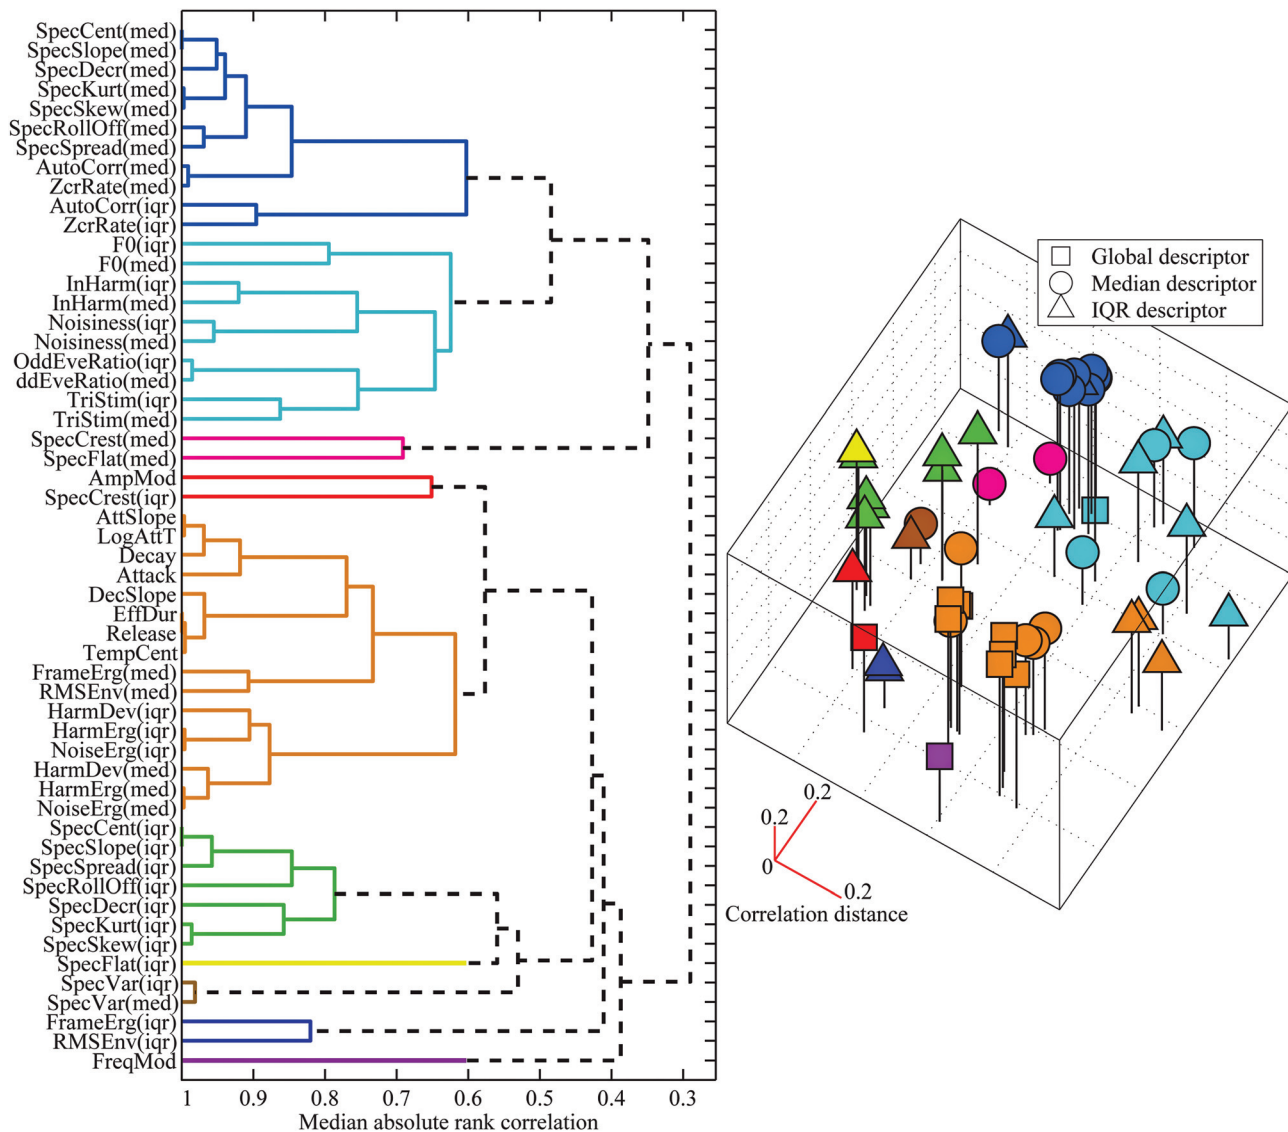 SpecCent(med)
SpecSlope(med)
SpecDecr(med)
SpecKurt(med)
SpecSkew(med)
SpecRollOff(med)
SpecSpread(med)
AutoCorr(med)
ZcrRate(med)
AutoCorr(iqr)
ZcrRate(iqr)
F0(iqr)
F0(med)
InHarm(iqr)
InHarm(med)
Noisiness(iqr)
Noisiness(med)
OddEveRatio(iqr)
ddEveRatio(med)
TriStim(iqr)
TriStim(med)
SpecCrest(med)
SpecFlat(med)
AmpMod
SpecCrest(iqr)
AttSlope
LogAttT
Decay
Attack
DecSlope
EffDur
Release
TempCent
FrameErg(med)
RMSEnv(med)
HarmDev(iqr)
HarmErg(iqr)
NoiseErg(iqr)
HarmDev(med)
HarmErg(med)
NoiseErg(med)
SpecCent(iqr)
SpecSlope(iqr)
SpecSpread(iqr)
SpecRollOff(iqr)
SpecDecr(iqr)
SpecKurt(iqr)
SpecSkew(iqr)
SpecFlat(iqr)
SpecVar(iqr)
SpecVar(med)
FrameErg(iqr)
RMSEnv(iqr)
FreqMod
1 0.9 0.8 0.7 0.6 0.5 0.4 0.3
Median absolute rank correlation
Global descriptor
Median descriptor
IQR descriptor
0.2
0.2
0
0.2
Correlation distance